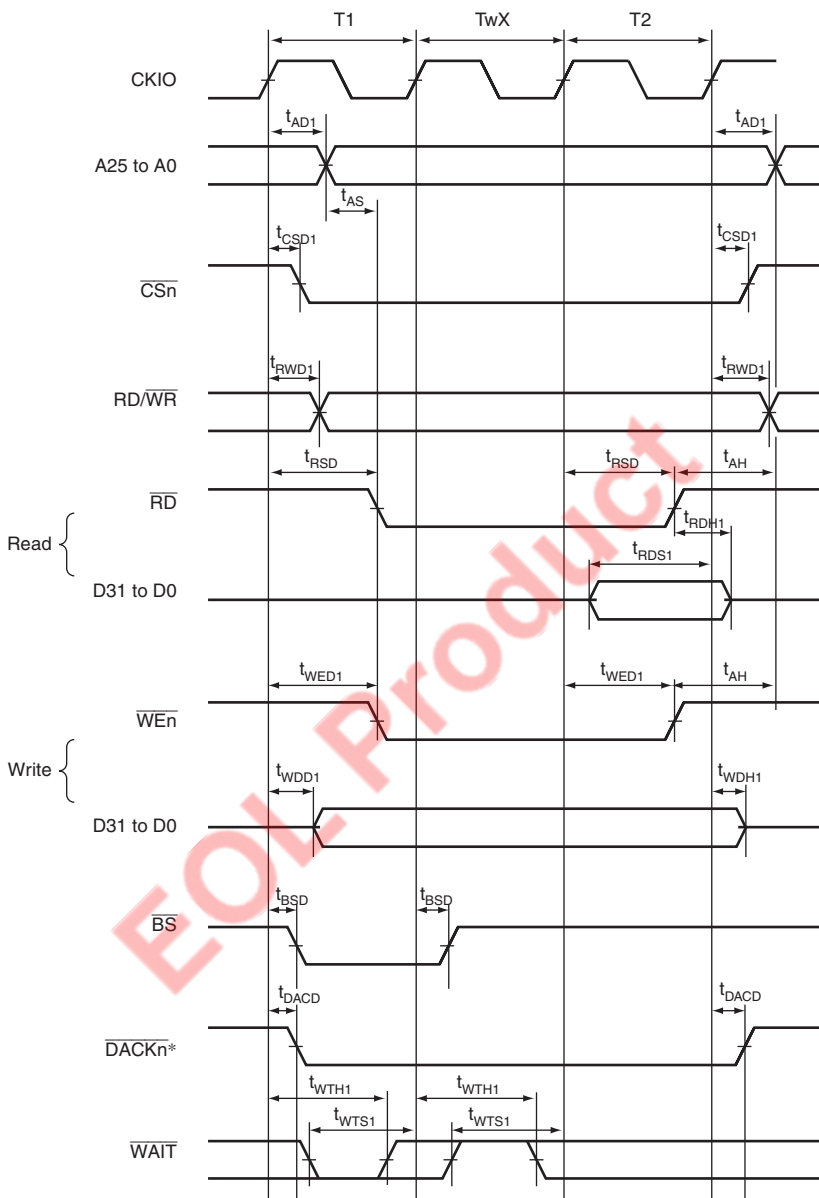 T1 TwX T2
CKIO
tAD1 tAD1
A25 to A0
tAS
tCSD1 tCSD1
CSn
tRWD1 tRWD1
RD/WR
tRSD tRSD tAH
RD
tRDH1
Read
tRDS1
D31 to D0
tWED1 tWED1 tAH
WEn
Write
tWDD1 tWDH1
D31 to D0
tBSD tBSD
BS
tDACD tDACD
DACKn*
tWTH1 tWTH1
tWTS1 tWTS1
WAIT
EOL Product